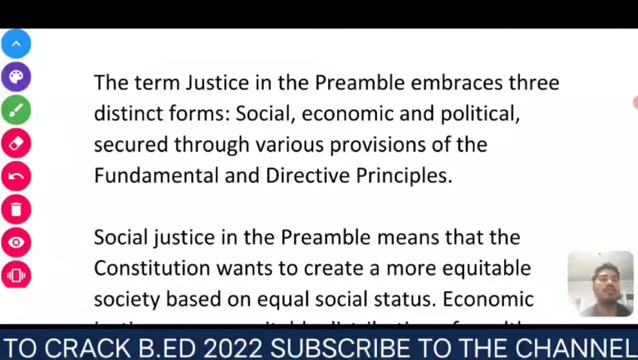 The term Justice in the Preamble embraces three
distinct forms: Social, economic and political,
secured through various provisions of the
Fundamental and Directive Principles.
Social justice in the Preamble means that the
Constitution wants to create a more equitable
society based on equal social status. Economic
TO CRACK B.ED 2022 SUBSCRIBE TO THE CHANNEL